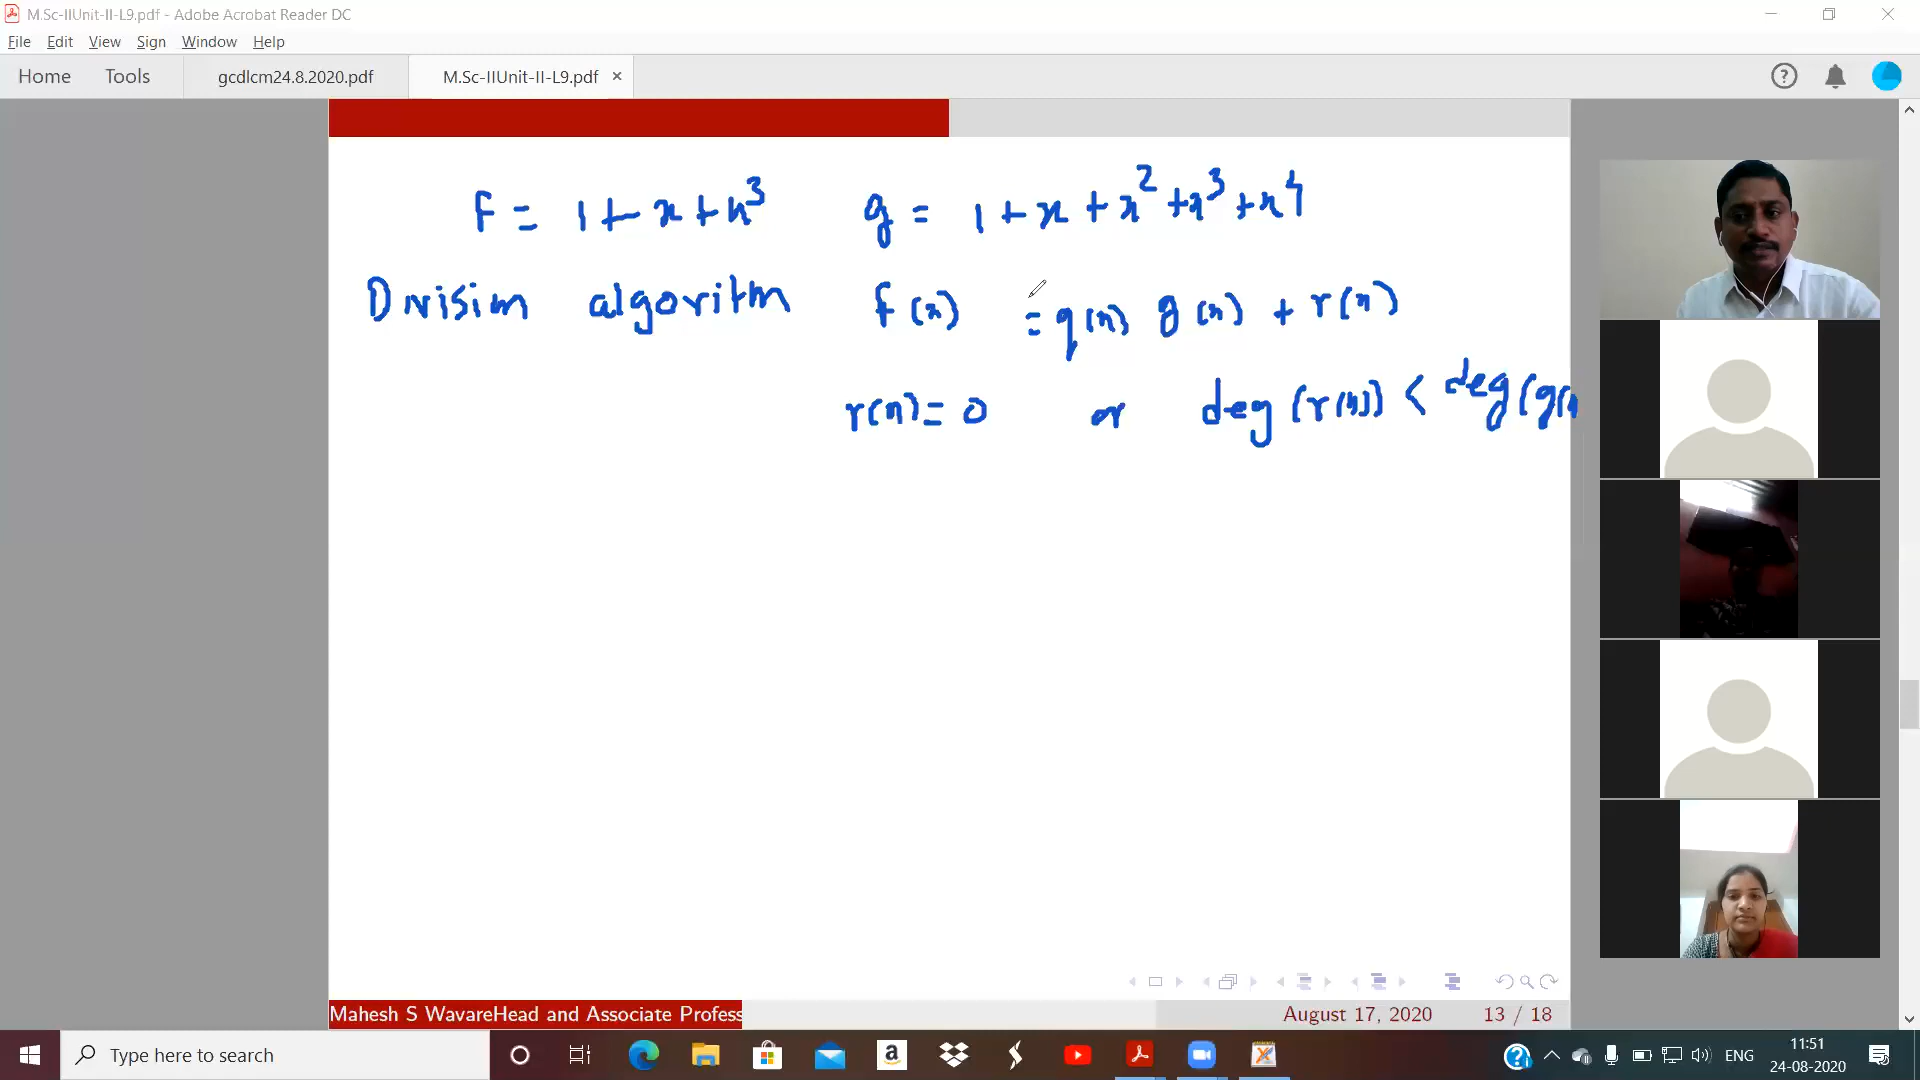 M.Sc-IIUnit-II-L9.pdf - Adobe Acrobat Reader DC
File Edit View Sign Window Help
Home Tools gcdlcm24.8.2020.pdf M.Sc-IIUnit-II-L9.pdf ×
F = 1 + x + x³ g = 1 + x + x² + x³ + x⁴
Division algorithm f(x) = q(x) g(x) + r(x)
r(x) = 0 or deg (r(x)) < deg (g(x
Mahesh S WavareHead and Associate Profess August 17, 2020 13 / 18
Type here to search ENG 11:51
24-08-2020